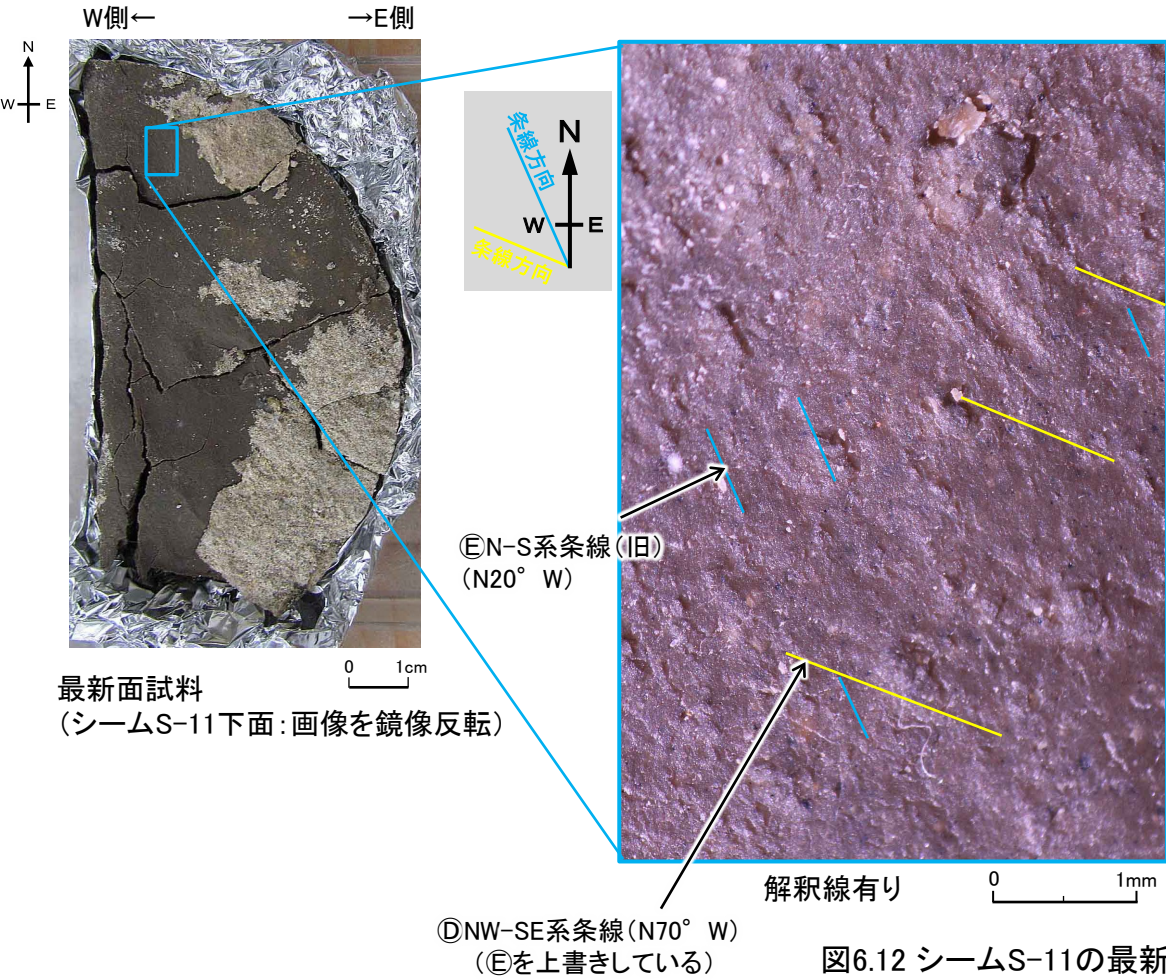 W側← →E側
N
W E
条線方向
N
W E
条線方向
ⒺN-S系条線(旧)
(N20°W)
0 1cm
最新面試料
(シームS-11下面:画像を鏡像反転)
解釈線有り
0 1mm
ⒹNW-SE系条線(N70°W)
(Ⓔを上書きしている)
図6.12 シームS-11の最新